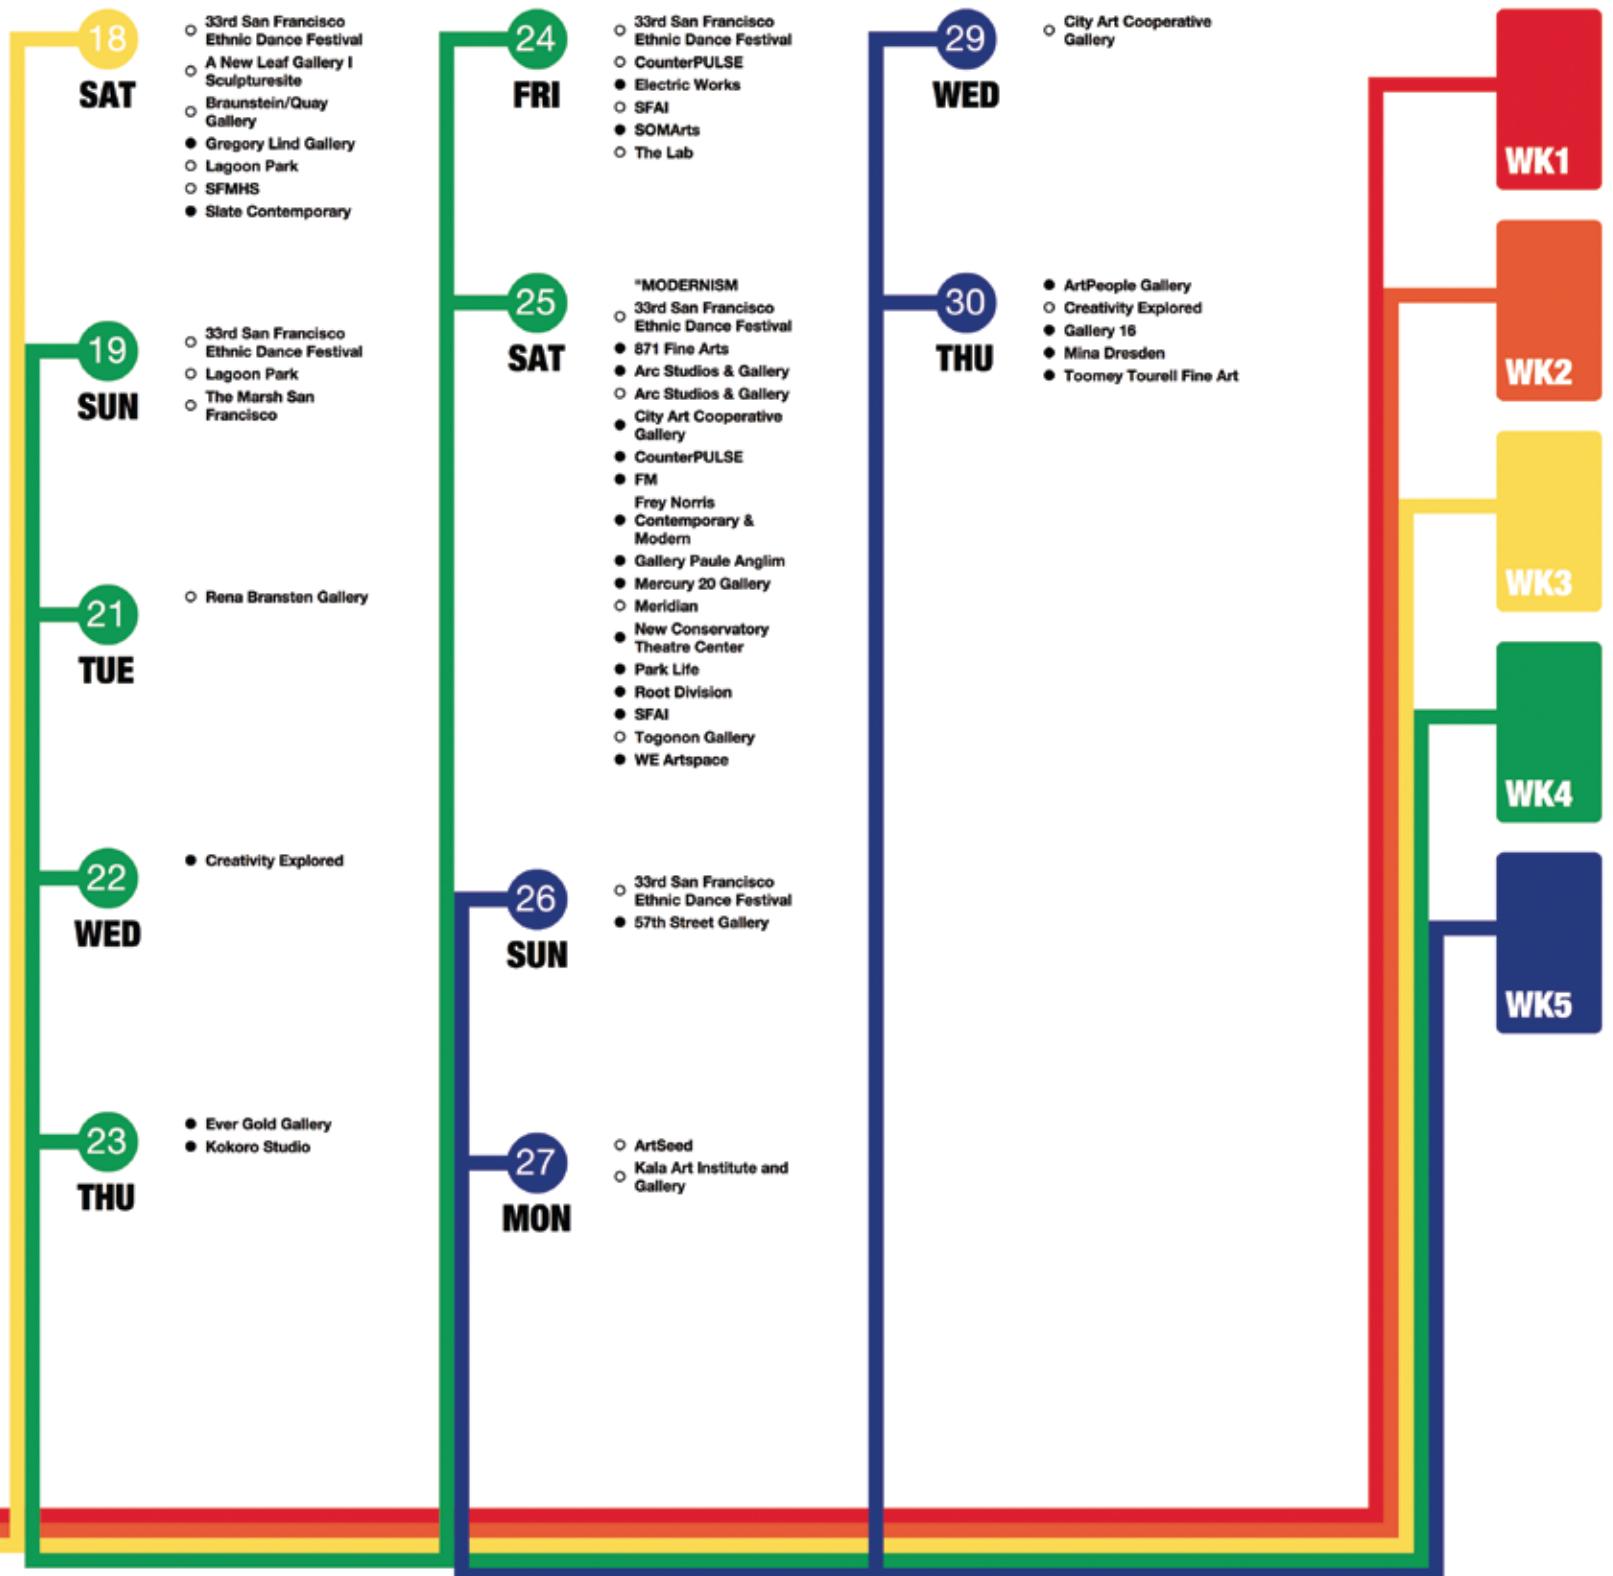 18
SAT
33rd San Francisco
Ethnic Dance Festival
A New Leaf Gallery I
Sculpturesite
Braunstein/Quay
Gallery
Gregory Lind Gallery
Lagoon Park
SFMHS
Slate Contemporary
19
SUN
33rd San Francisco
Ethnic Dance Festival
Lagoon Park
The Marsh San
Francisco
21
TUE
Rena Bransten Gallery
22
WED
Creativity Explored
23
THU
Ever Gold Gallery
Kokoro Studio
24
FRI
33rd San Francisco
Ethnic Dance Festival
CounterPULSE
Electric Works
SFAI
SOMArts
The Lab
25
SAT
"MODERNISM
33rd San Francisco
Ethnic Dance Festival
871 Fine Arts
Arc Studios & Gallery
Arc Studios & Gallery
City Art Cooperative
Gallery
CounterPULSE
FM
Frey Norris
Contemporary &
Modern
Gallery Paule Anglim
Mercury 20 Gallery
Meridian
New Conservatory
Theatre Center
Park Life
Root Division
SFAI
Togonon Gallery
WE Artspace
26
SUN
33rd San Francisco
Ethnic Dance Festival
57th Street Gallery
27
MON
ArtSeed
Kala Art Institute and
Gallery
29
WED
City Art Cooperative
Gallery
30
THU
ArtPeople Gallery
Creativity Explored
Gallery 16
Mina Dresden
Toomey Tourell Fine Art
WK1
WK2
WK3
WK4
WK5